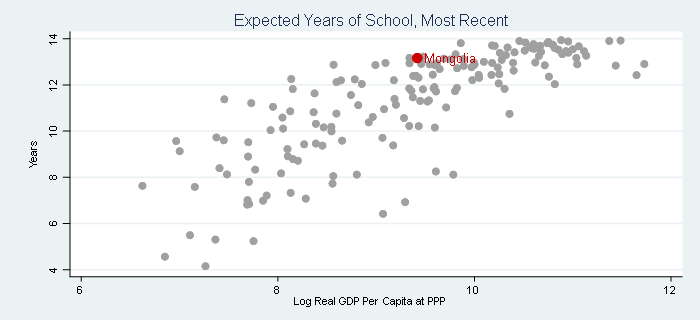 Expected Years of School, Most Recent
14
12
10
8
6
4
Years
Mongolia
6
8
10
12
Log Real GDP Per Capita at PPP